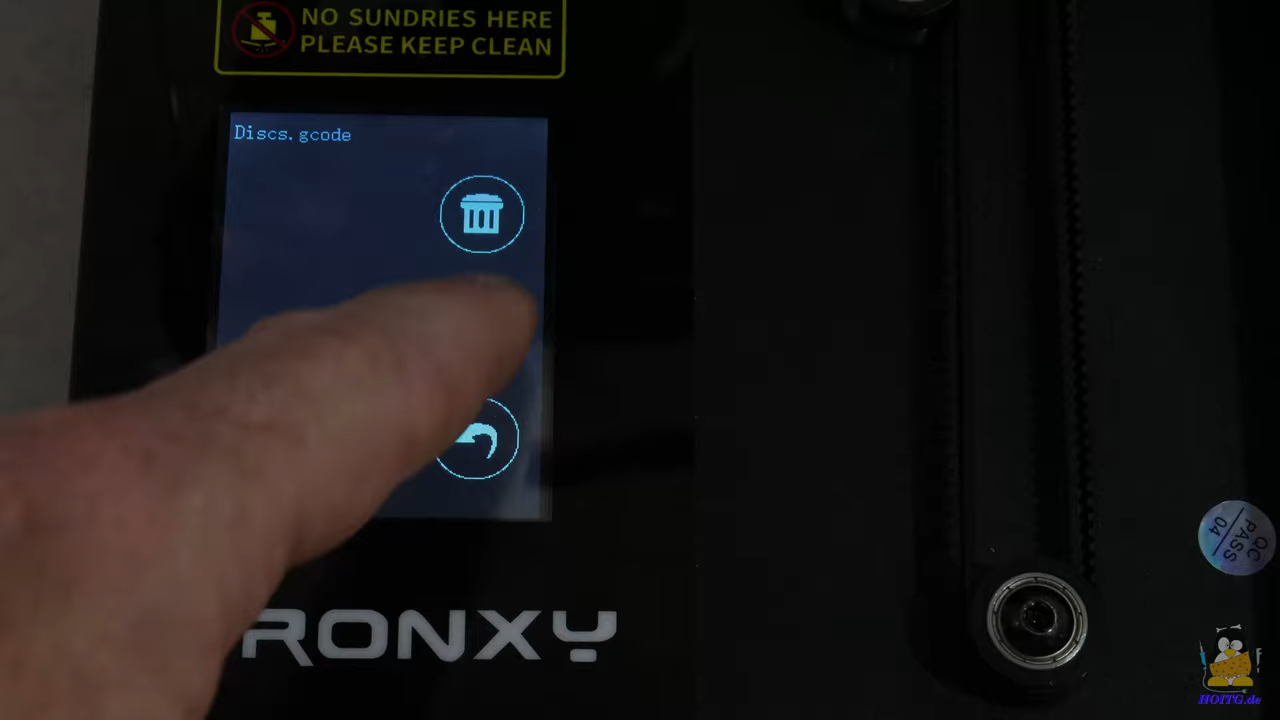 NO SUNDRIES HERE
PLEASE KEEP CLEAN
Discs.gcode
RONXY
QC
PASS
04
HOITG.de